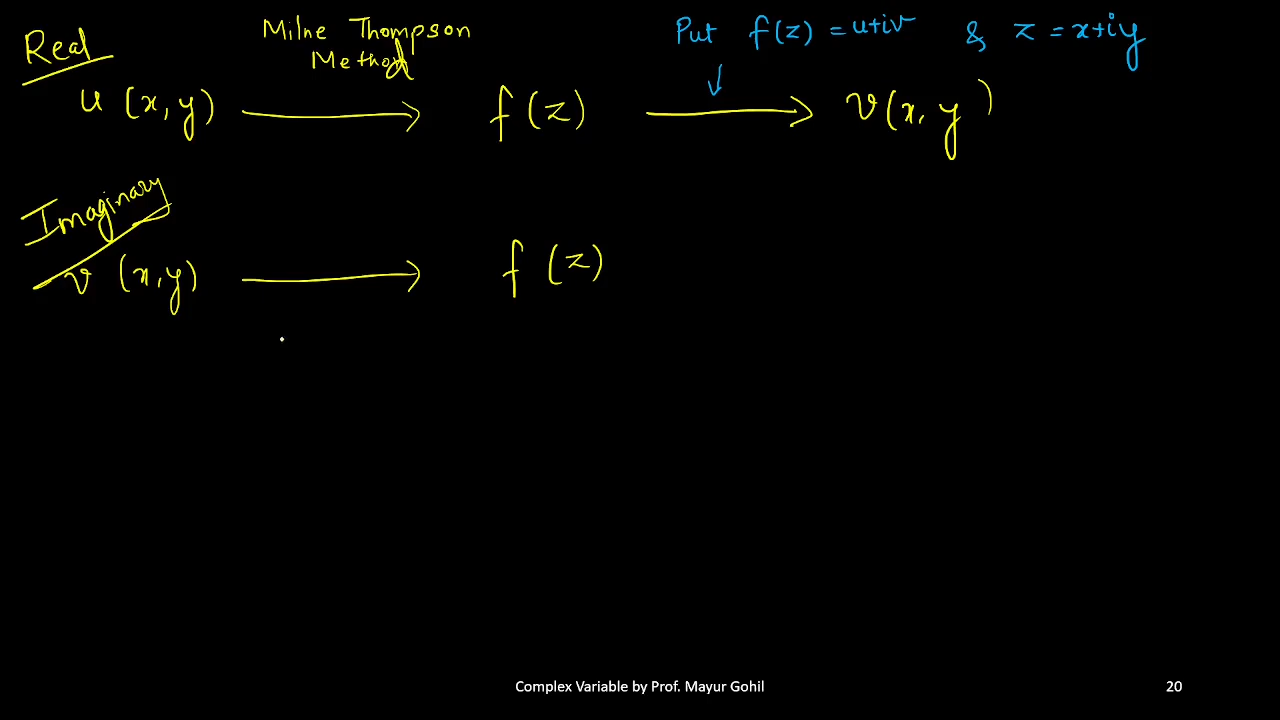 Real
Milne Thompson
Method
Put f(z) = u+iv & z = x+iy
u (x, y) → f(z) → v(x, y)
Imaginary
v (x, y) → f (z)
Complex Variable by Prof. Mayur Gohil
20